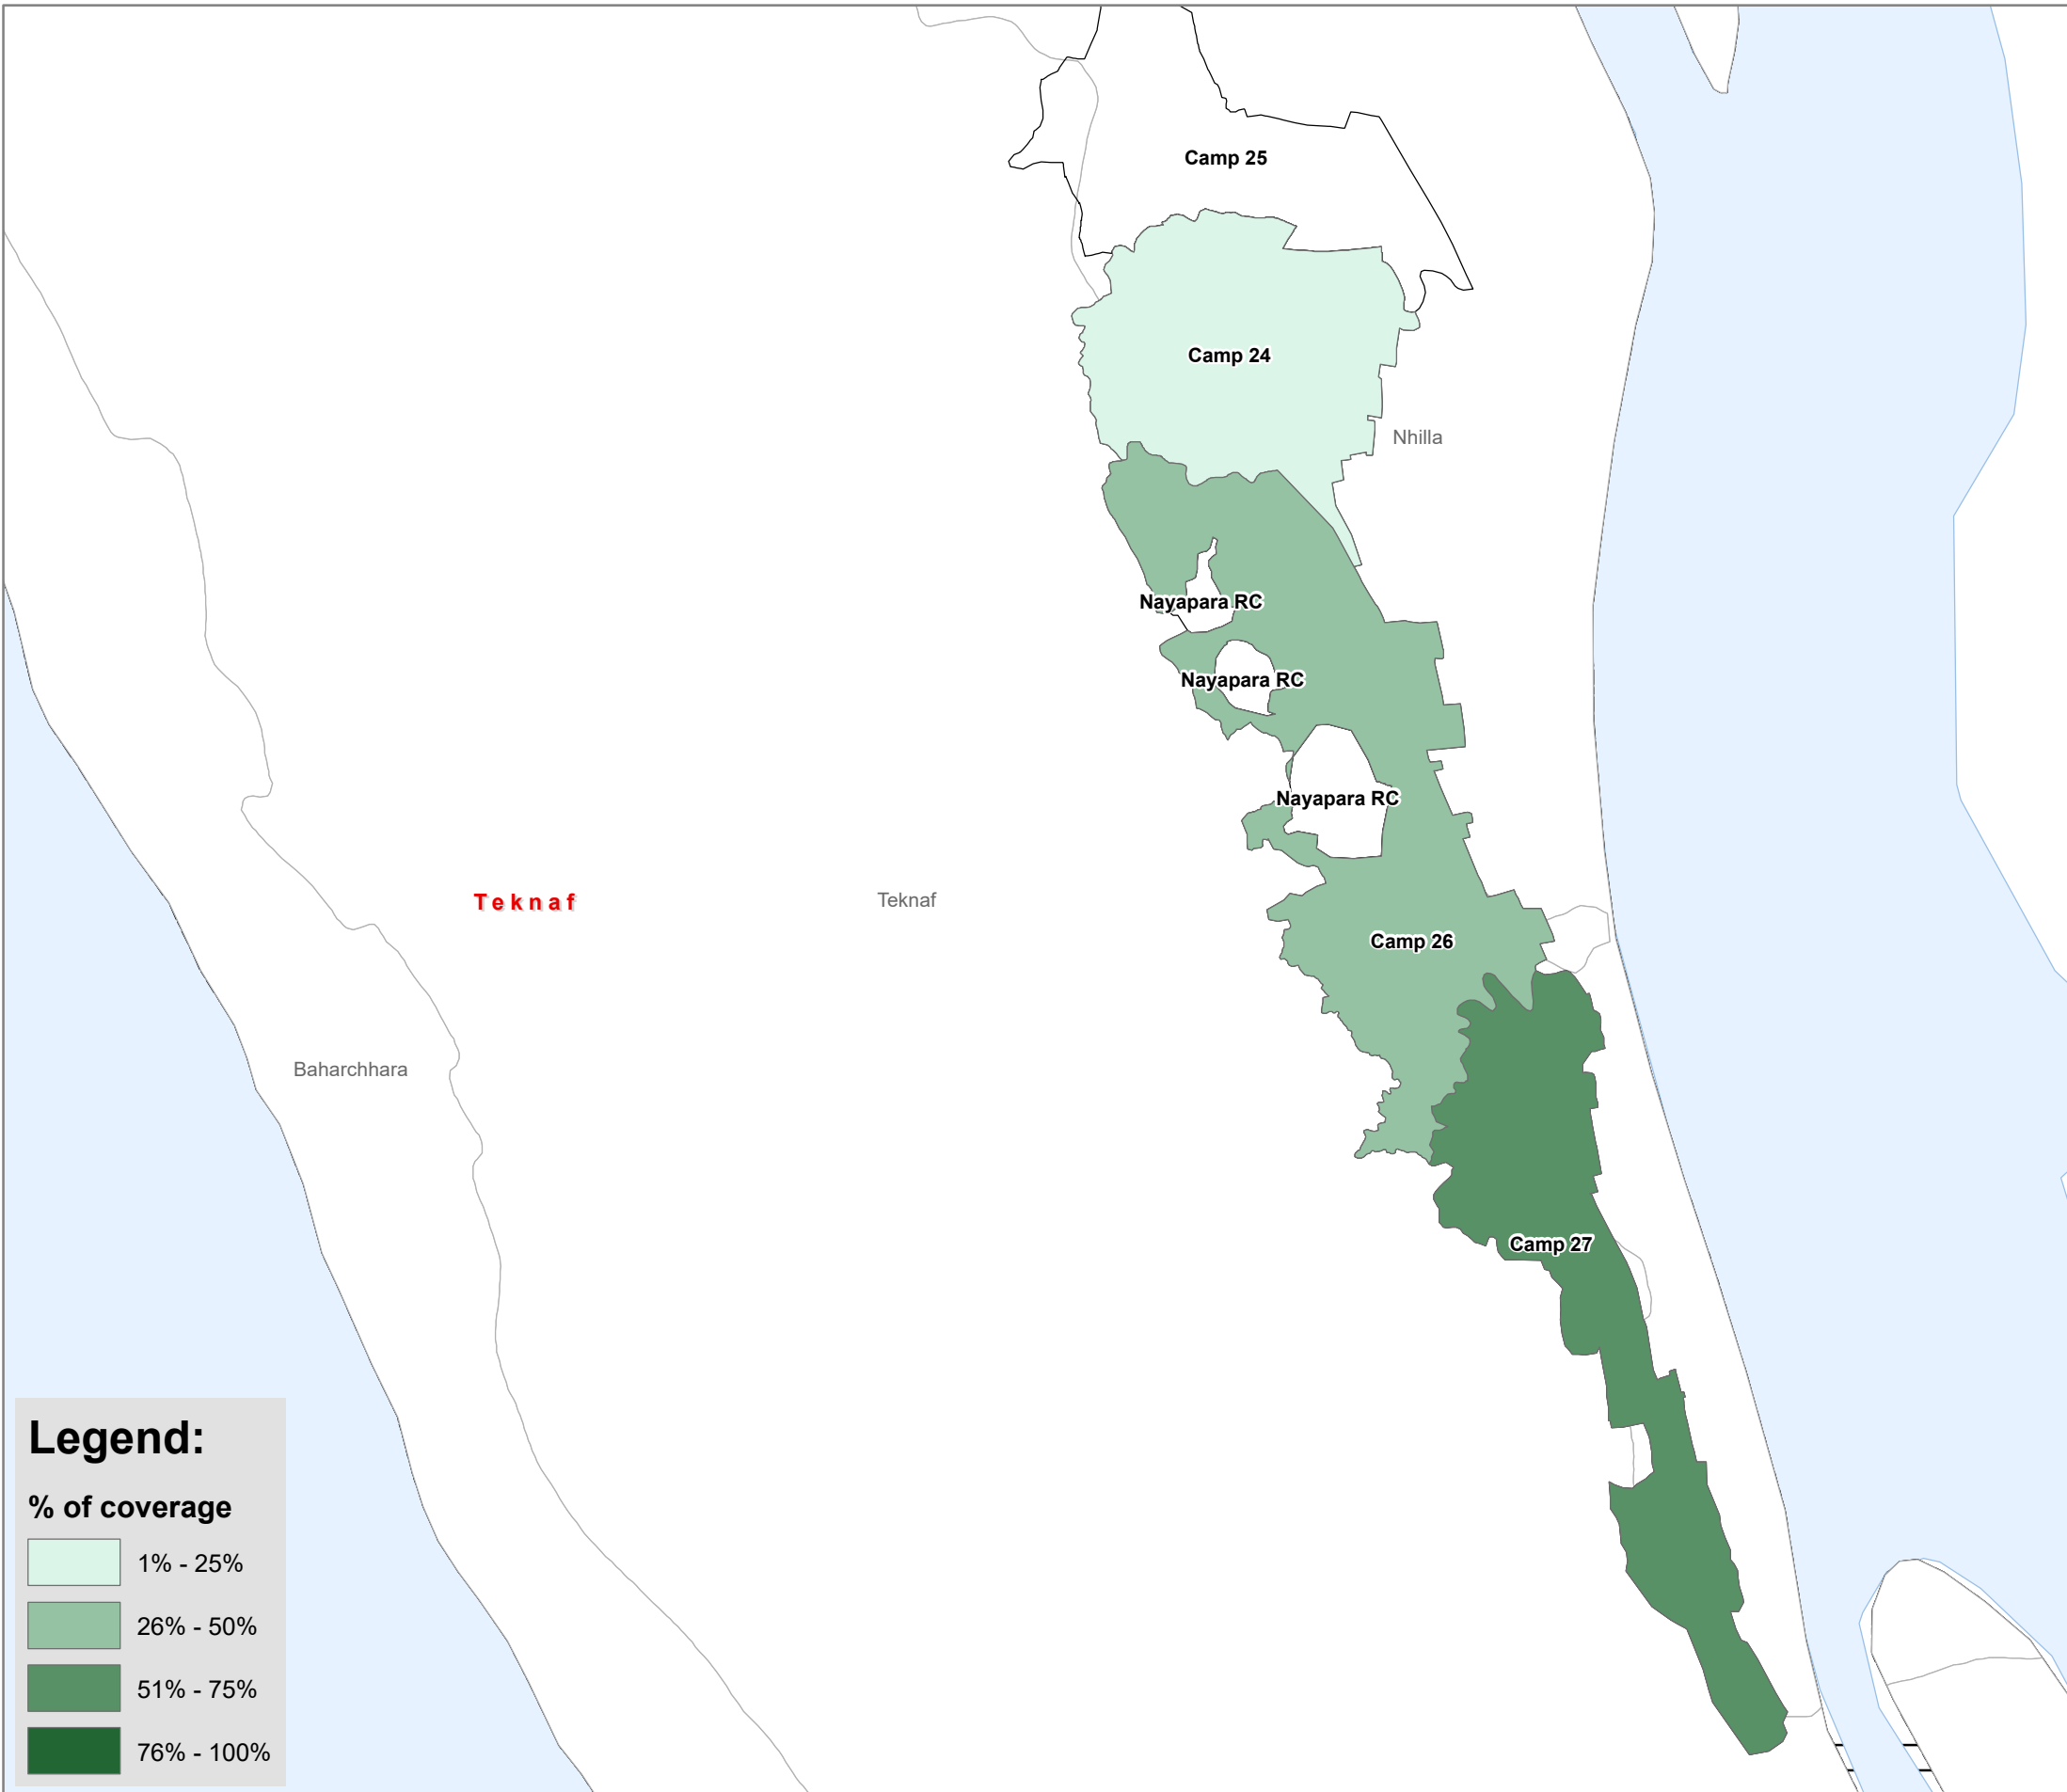 Camp 25
Camp 24
Nhilla
Nayapara RC
Nayapara RC
Nayapara RC
Teknaf
Teknaf
Camp 26
Baharchhara
Camp 27
Legend:
% of coverage
1% - 25%
26% - 50%
51% - 75%
76% - 100%